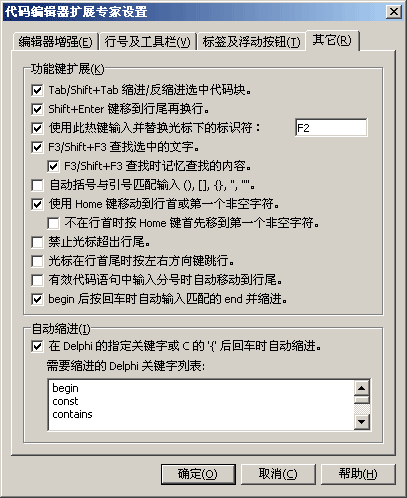 代码编辑器扩展专家设置
编辑器增强(E)
行号及工具栏(V)
标签及浮动按钮(T)
其它(R)
功能键扩展(K)
Tab/Shift+Tab 缩进/反缩进选中代码块。
Shift+Enter 键移到行尾再换行。
使用此热键输入并替换光标下的标识符：
F2
F3/Shift+F3 查找选中的文字。
F3/Shift+F3 查找时记忆查找的内容。
自动括号与引号匹配输入 (), [], {}, '', "".
使用 Home 键移动到行首或第一个非空字符。
不在行首时按 Home 键首先移到第一个非空字符。
禁止光标超出行尾。
光标在行首尾时按左右方向键跳行。
有效代码语句中输入分号时自动移动到行尾。
begin 后按回车时自动输入匹配的 end 并缩进。
自动缩进(I)
在 Delphi 的指定关键字或 C 的 '{' 后回车时自动缩进。
需要缩进的 Delphi 关键字列表:
begin
const
contains
确定(O)
取消(C)
帮助(H)